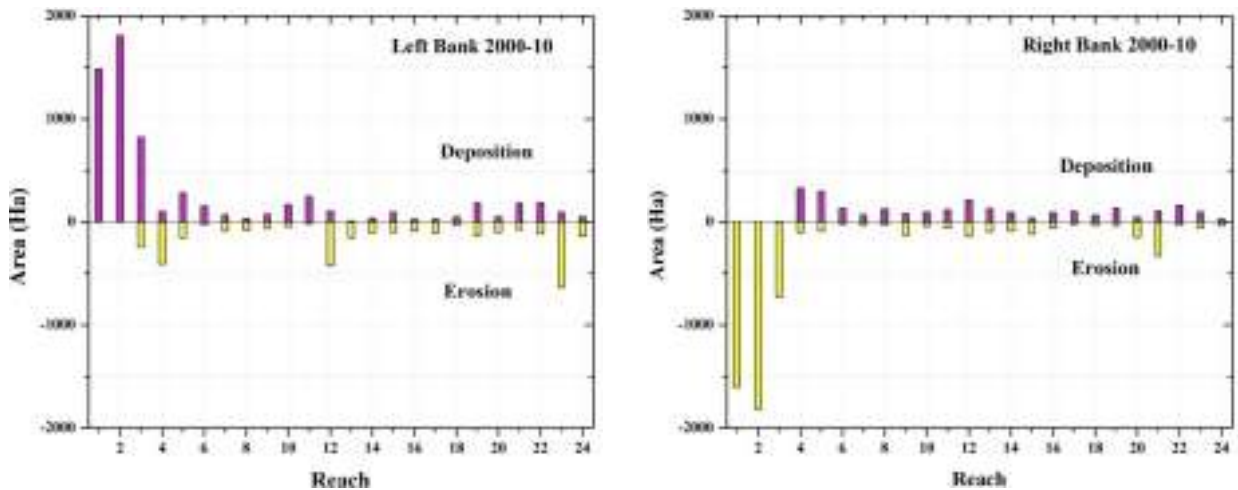 2000
Left Bank 2000-10
1000
Deposition
0
Erosion
-1000
-2000
2 4 6 8 10 12 14 16 18 20 22 24
Area (Ha)
Reach
2000
Right Bank 2000-10
1000
Deposition
0
Erosion
-1000
-2000
2 4 6 8 10 12 14 16 18 20 22 24
Area (Ha)
Reach